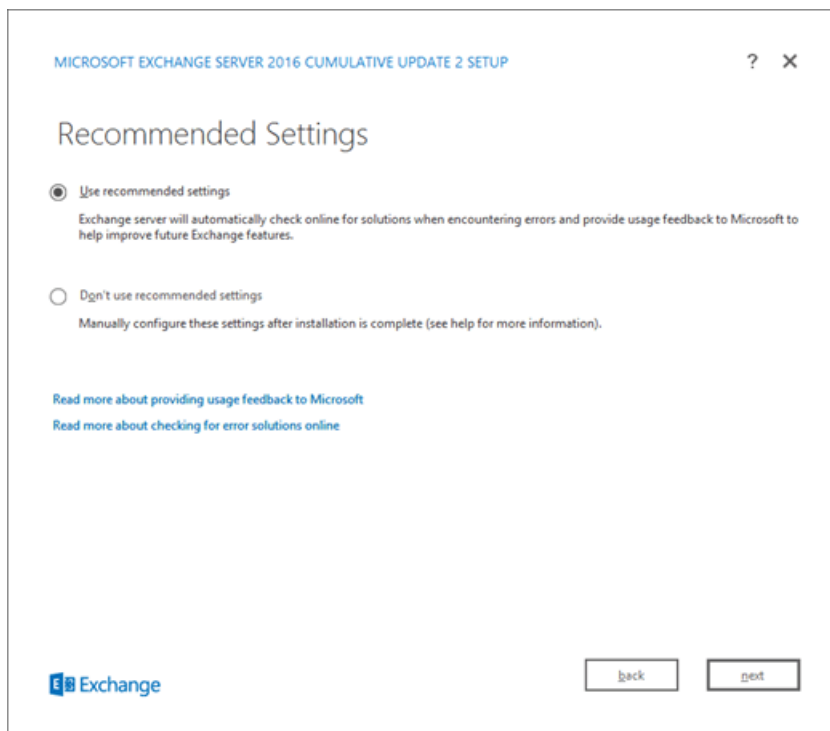 MICROSOFT EXCHANGE SERVER 2016 CUMULATIVE UPDATE 2 SETUP
?
Recommended Settings
Use recommended settings
Exchange server will automatically check online for solutions when encountering errors and provide usage feedback to Microsoft to
help improve future Exchange features.
Don't use recommended settings
Manually configure these settings after installation is complete (see help for more information).
Read more about providing usage feedback to Microsoft
Read more about checking for error solutions online
E Exchange
back
next